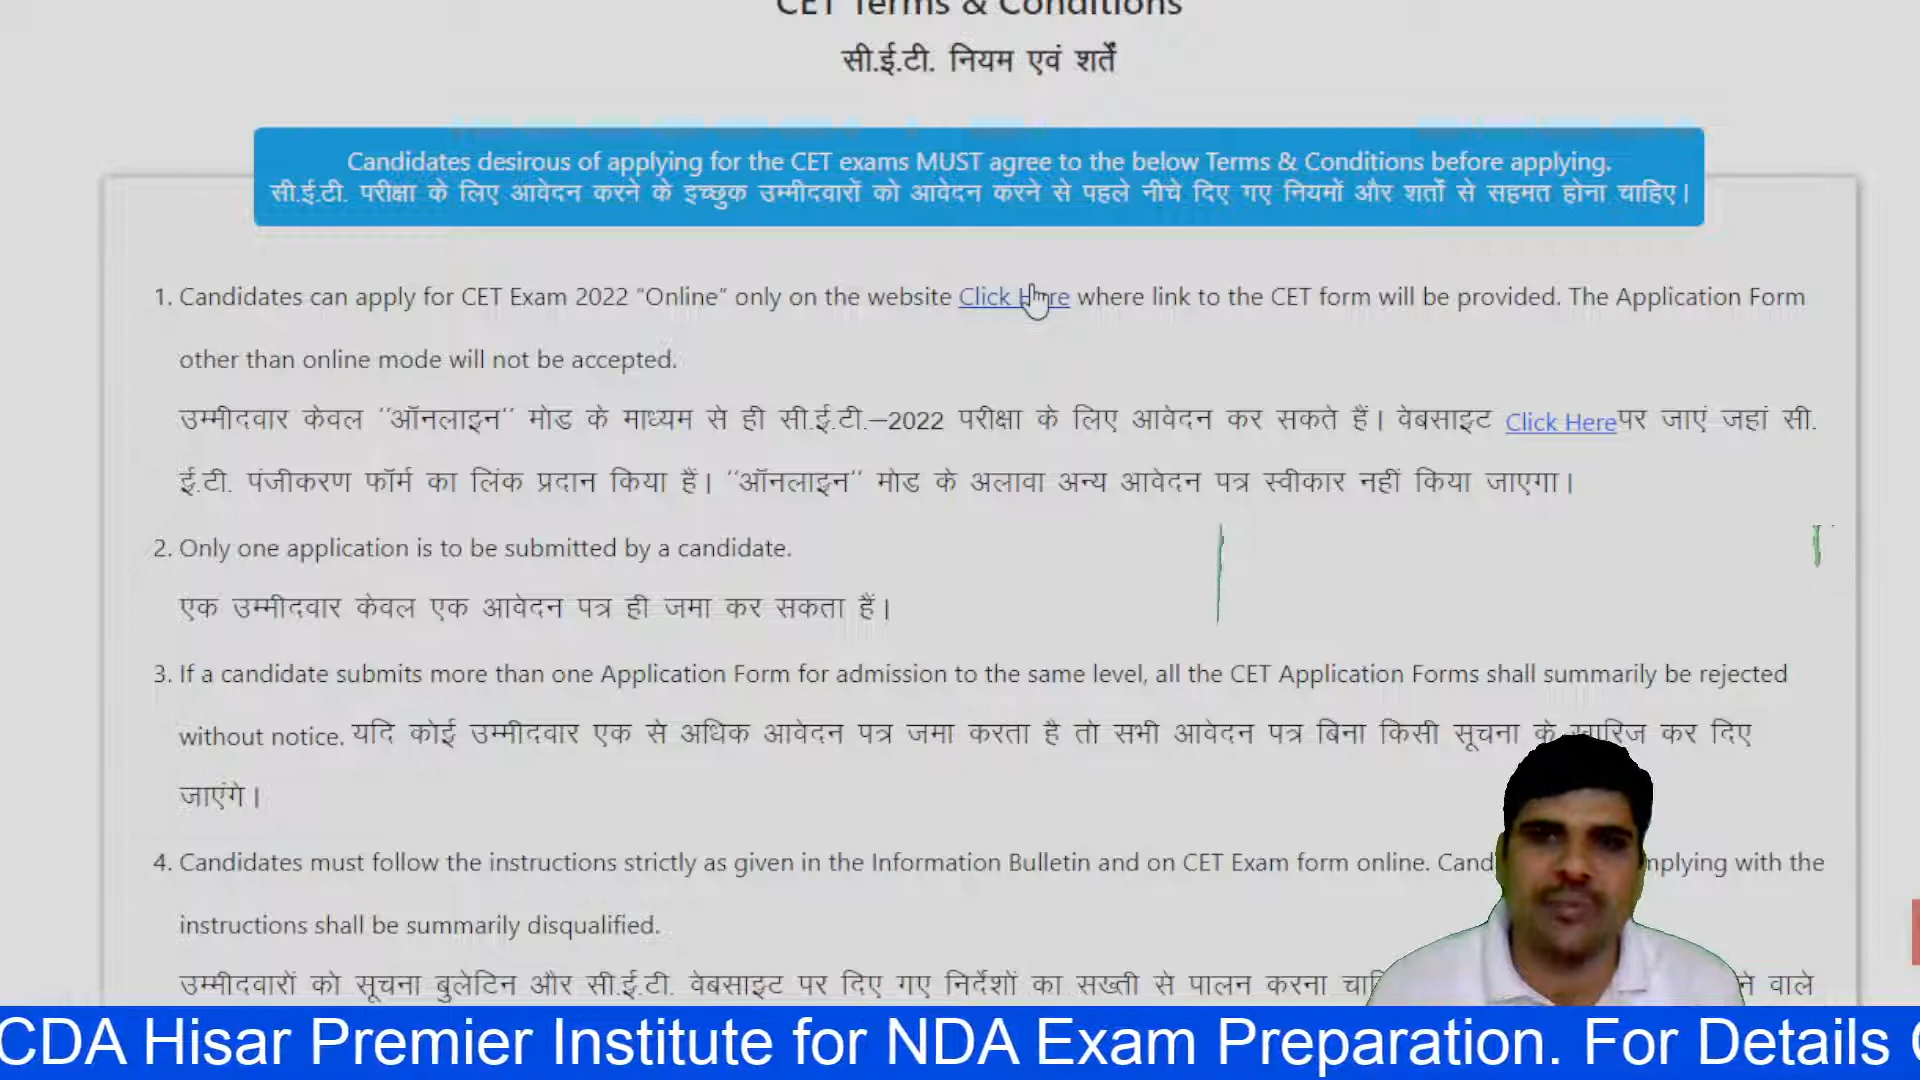 CET Terms & Conditions
सी.ई.टी. नियम एवं शर्तें
Candidates desirous of applying for the CET exams MUST agree to the below Terms & Conditions before applying.
सी.ई.टी. परीक्षा के लिए आवेदन करने के इच्छुक उम्मीदवारों को आवेदन करने से पहले नीचे दिए गए नियमों और शर्तों से सहमत होना चाहिए।
1. Candidates can apply for CET Exam 2022 “Online” only on the website Click Here where link to the CET form will be provided. The Application Form
other than online mode will not be accepted.
उम्मीदवार केवल ‘‘ऑनलाइन’’ मोड के माध्यम से ही सी.ई.टी.–2022 परीक्षा के लिए आवेदन कर सकते हैं। वेबसाइट Click Hereपर जाएं जहां सी.
ई.टी. पंजीकरण फॉर्म का लिंक प्रदान किया हैं। ‘‘ऑनलाइन’’ मोड के अलावा अन्य आवेदन पत्र स्वीकार नहीं किया जाएगा।
2. Only one application is to be submitted by a candidate.
एक उम्मीदवार केवल एक आवेदन पत्र ही जमा कर सकता हैं।
3. If a candidate submits more than one Application Form for admission to the same level, all the CET Application Forms shall summarily be rejected
without notice. यदि कोई उम्मीदवार एक से अधिक आवेदन पत्र जमा करता है तो सभी आवेदन पत्र बिना किसी सूचना के खारिज कर दिए
जाएंगे।
4. Candidates must follow the instructions strictly as given in the Information Bulletin and on CET Exam form online. with the
instructions shall be summarily disqualified.
उम्मीदवारों को सूचना बुलेटिन और सी.ई.टी. वेबसाइट पर दिए गए निर्देशों का सख्ती से पालन करना वाले
CDA Hisar Premier Institute for NDA Exam Preparation. For Details